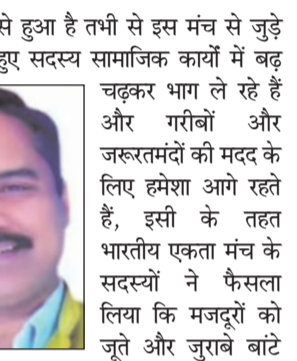 से हुआ है तभी से इस मंच से जुड़े
हुए सदस्य सामाजिक कार्यों में बढ़
चढ़कर भाग ले रहे हैं
और गरीबों और
जरूरतमंदों की मदद के
लिए हमेशा आगे रहते
हैं, इसी के तहत
भारतीय एकता मंच के
सदस्यों ने फैसला
लिया कि मजदूरों को
जूते और जुराबे बांटे